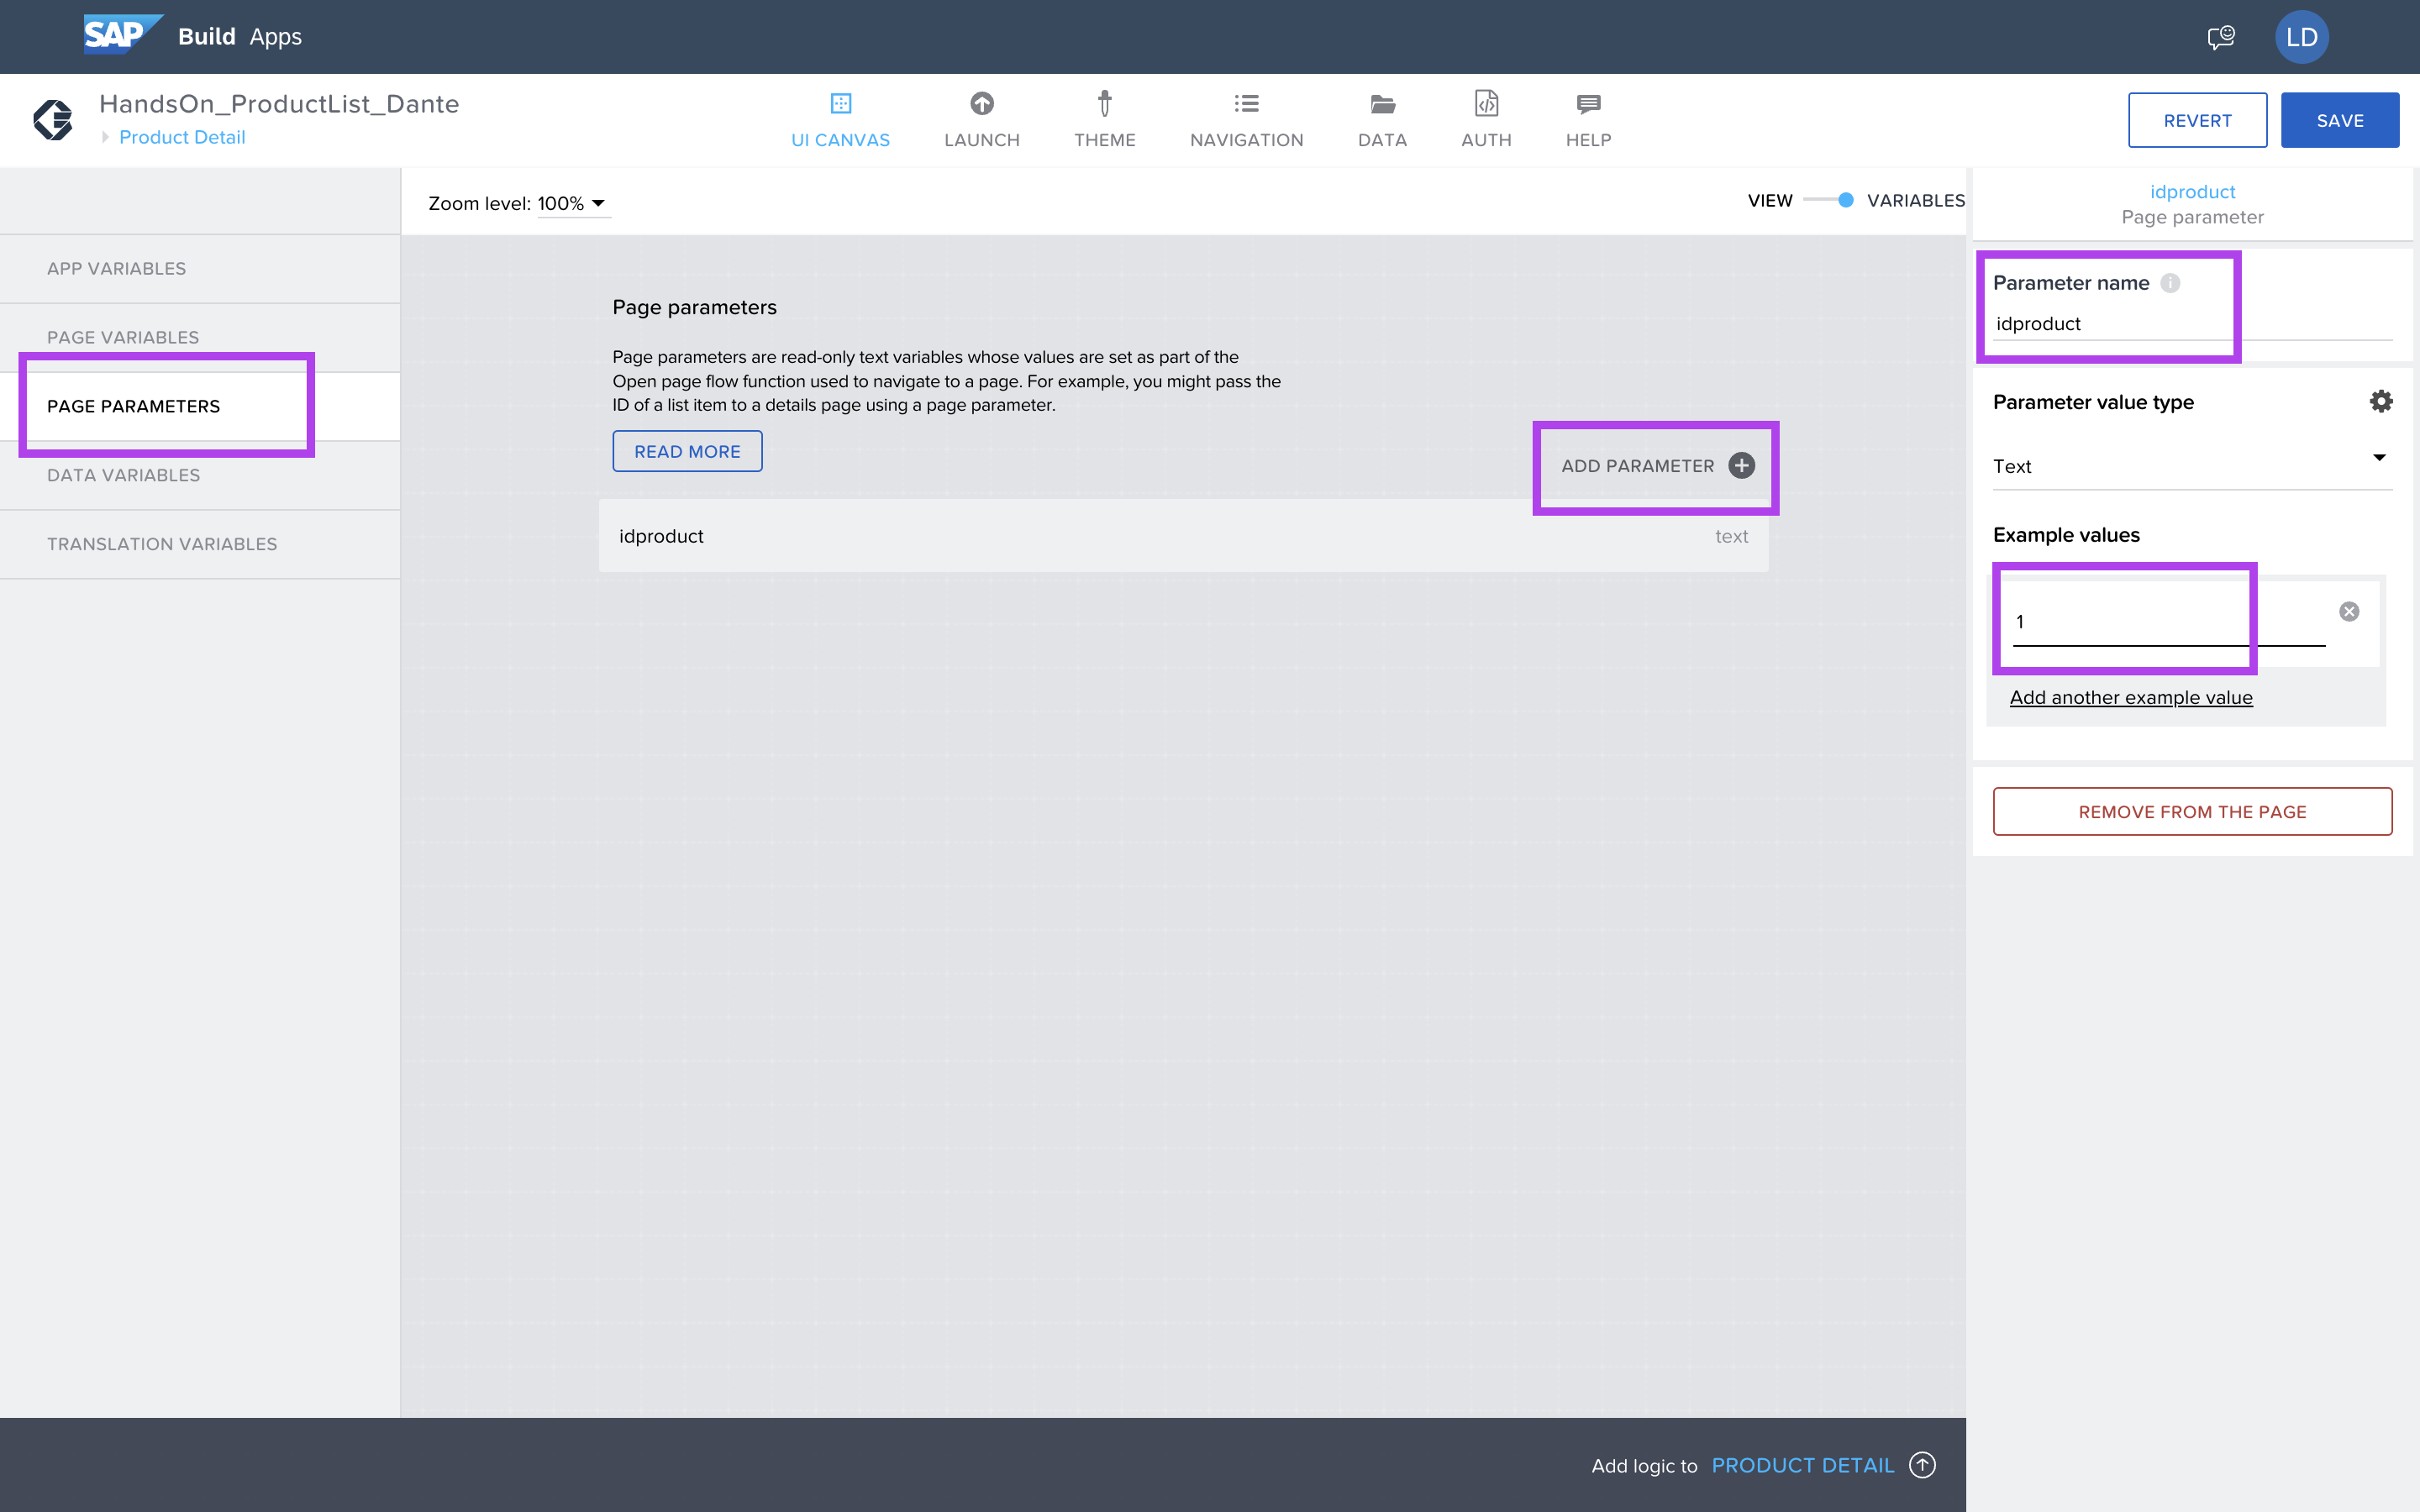 SAP Build Apps
LD
HandsOn_ProductList_Dante
Product Detail
UI CANVAS
LAUNCH
THEME
NAVIGATION
DATA
AUTH
HELP
REVERT
SAVE
APP VARIABLES
PAGE VARIABLES
PAGE PARAMETERS
DATA VARIABLES
TRANSLATION VARIABLES
Zoom level: 100%
VIEW
VARIABLES
Page parameters
Page parameters are read-only text variables whose values are set as part of the
Open page flow function used to navigate to a page. For example, you might pass the
ID of a list item to a details page using a page parameter.
READ MORE
ADD PARAMETER
idproduct
text
idproduct
Page parameter
Parameter name
idproduct
Parameter value type
Text
Example values
1
Add another example value
REMOVE FROM THE PAGE
Add logic to PRODUCT DETAIL